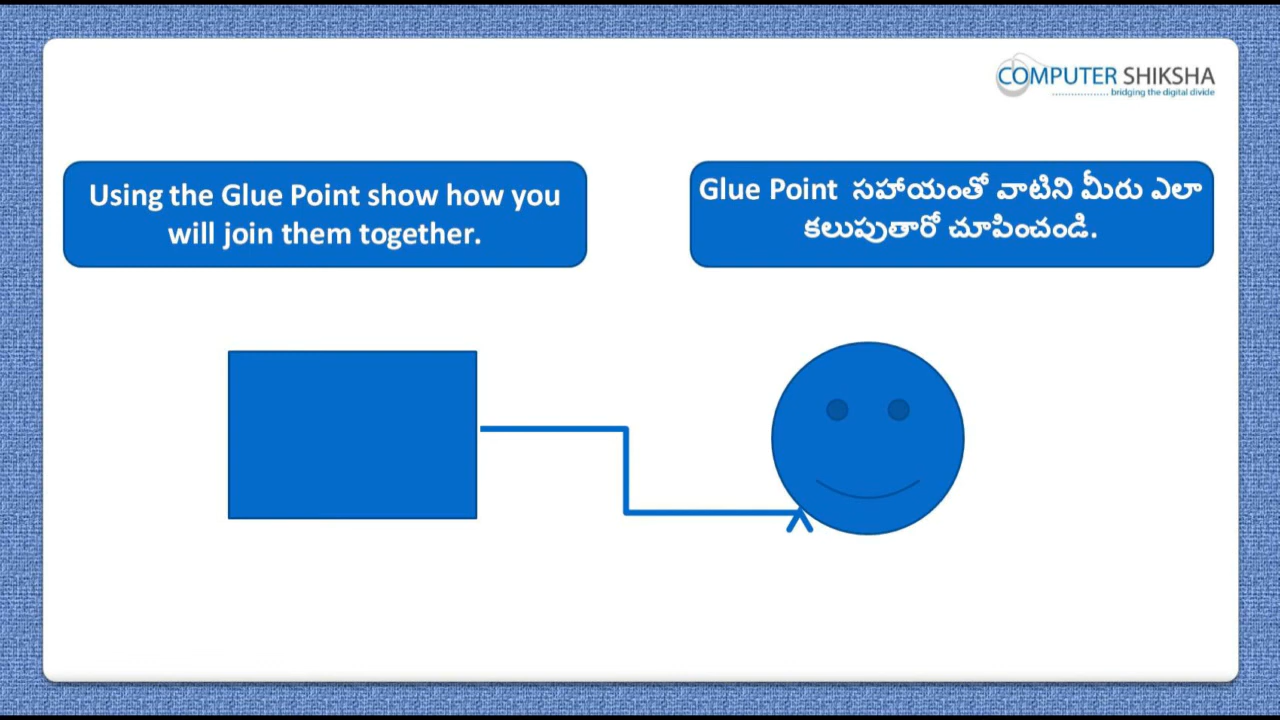 COMPUTER SHIKSHA
.................. bridging the digital divide
Using the Glue Point show how you
will join them together.
Glue Point సహాయంతో వాటిని మీరు ఎలా
కలుపుతారో చూపించండి.